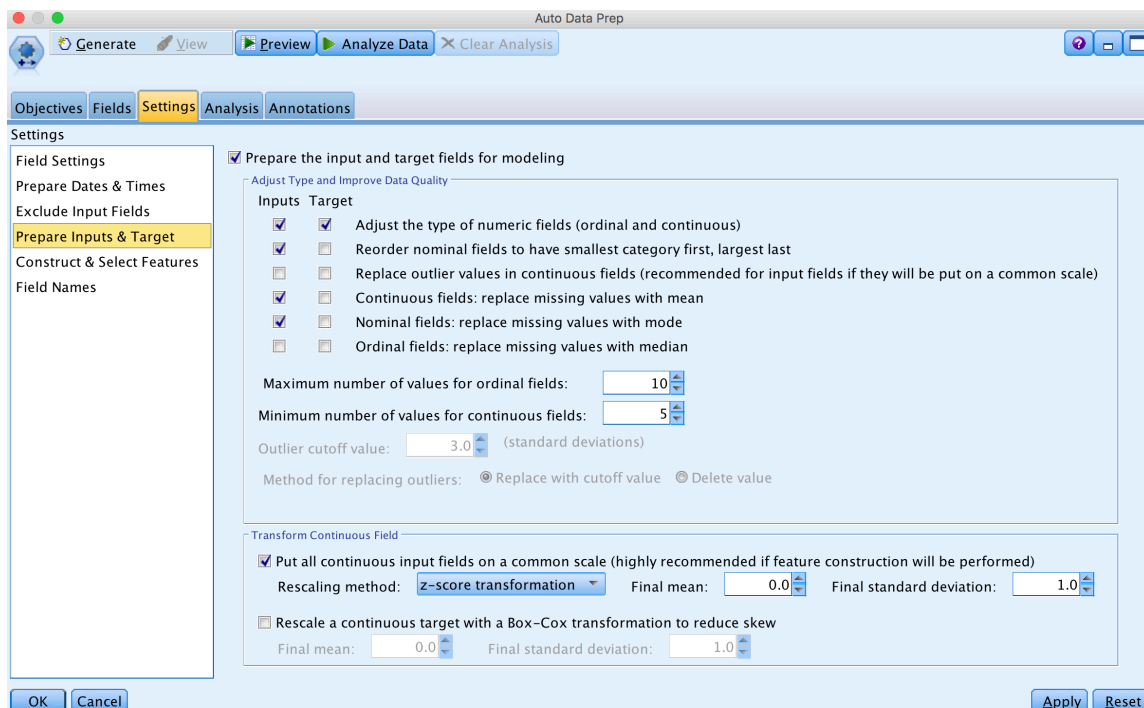 Auto Data Prep
Generate View Preview Analyze Data Clear Analysis ?
Objectives Fields Settings Analysis Annotations
Settings
Field Settings
Prepare Dates & Times
Exclude Input Fields
Prepare Inputs & Target
Construct & Select Features
Field Names
Prepare the input and target fields for modeling
Adjust Type and Improve Data Quality
Inputs Target
Adjust the type of numeric fields (ordinal and continuous)
Reorder nominal fields to have smallest category first, largest last
Replace outlier values in continuous fields (recommended for input fields if they will be put on a common scale)
Continuous fields: replace missing values with mean
Nominal fields: replace missing values with mode
Ordinal fields: replace missing values with median
Maximum number of values for ordinal fields: 10
Minimum number of values for continuous fields: 5
Outlier cutoff value: 3.0 (standard deviations)
Method for replacing outliers: Replace with cutoff value Delete value
Transform Continuous Field
Put all continuous input fields on a common scale (highly recommended if feature construction will be performed)
Rescaling method: z-score transformation Final mean: 0.0 Final standard deviation: 1.0
Rescale a continuous target with a Box-Cox transformation to reduce skew
Final mean: 0.0 Final standard deviation: 1.0
OK Cancel Apply Reset